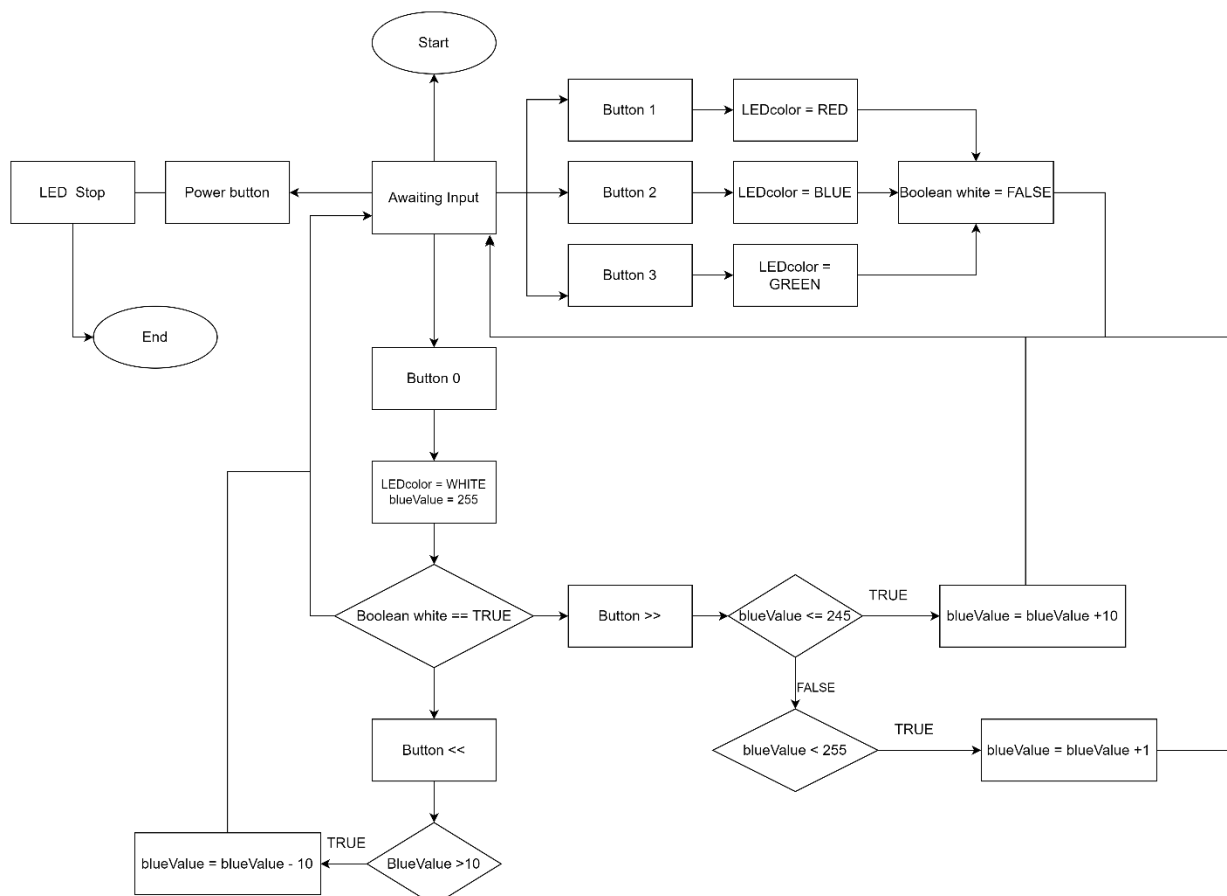 Start
Button 1
LEDcolor = RED
LED Stop
Power button
Awaiting Input
Button 2
LEDcolor = BLUE
Boolean white = FALSE
Button 3
LEDcolor =
GREEN
End
Button 0
LEDcolor = WHITE
blueValue = 255
Boolean white == TRUE
Button >>
blueValue <= 245
TRUE
blueValue = blueValue +10
FALSE
Button <<
blueValue < 255
TRUE
blueValue = blueValue +1
blueValue = blueValue - 10
TRUE
BlueValue >10